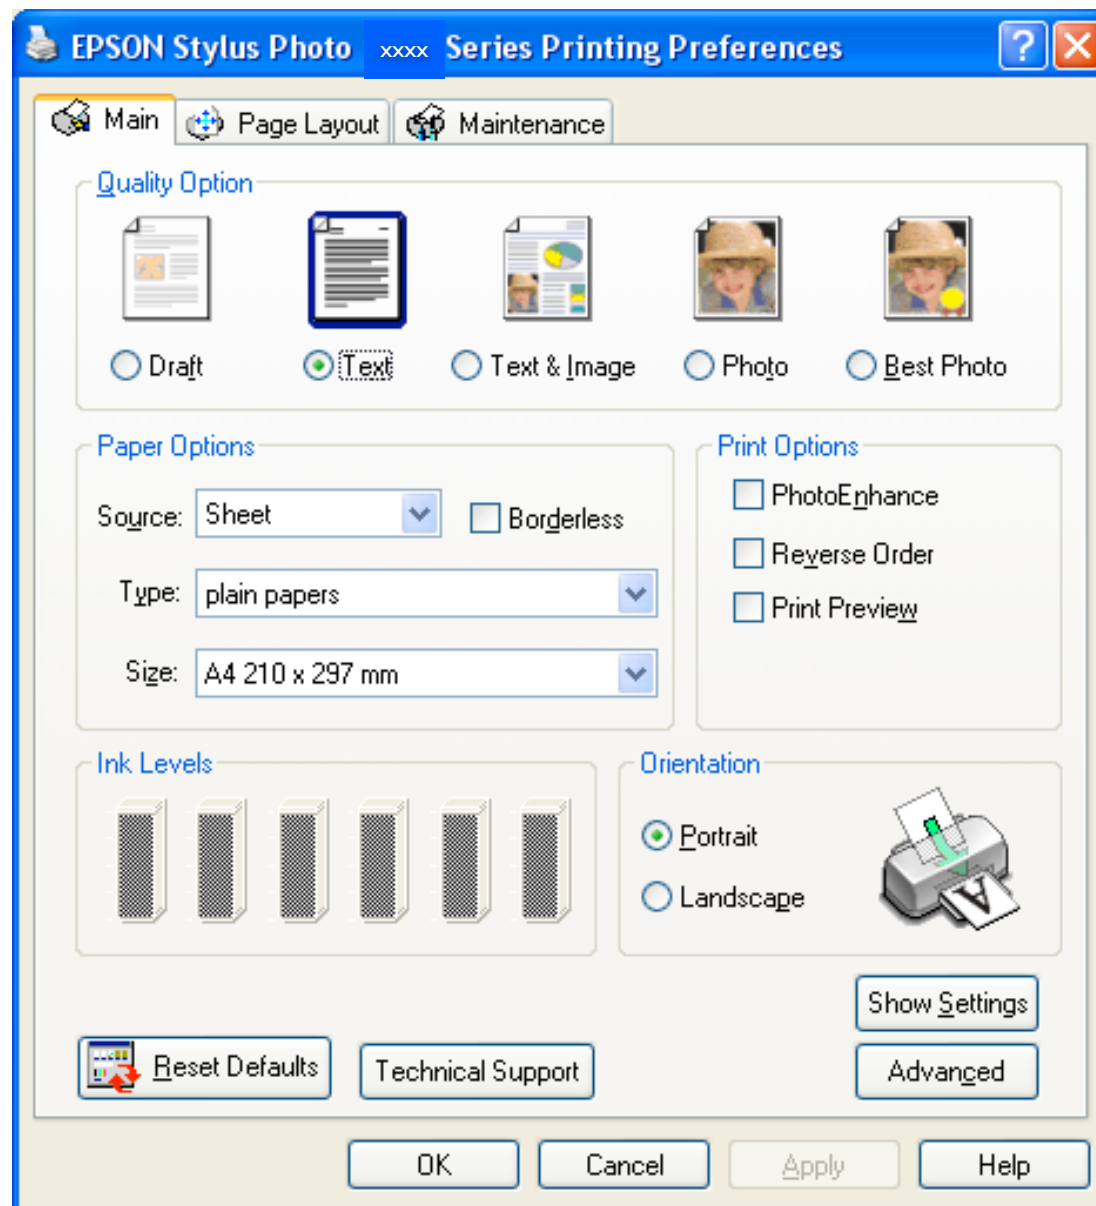 EPSON Stylus Photo xxxx Series Printing Preferences
Main Page Layout Maintenance
Quality Option
Draft Text Text & Image Photo Best Photo
Paper Options
Source: Sheet Borderless
Type: plain papers
Size: A4 210 x 297 mm
Print Options
PhotoEnhance
Reverse Order
Print Preview
Ink Levels
Orientation
Portrait
Landscape
A
Show Settings
Reset Defaults Technical Support Advanced
OK Cancel Apply Help